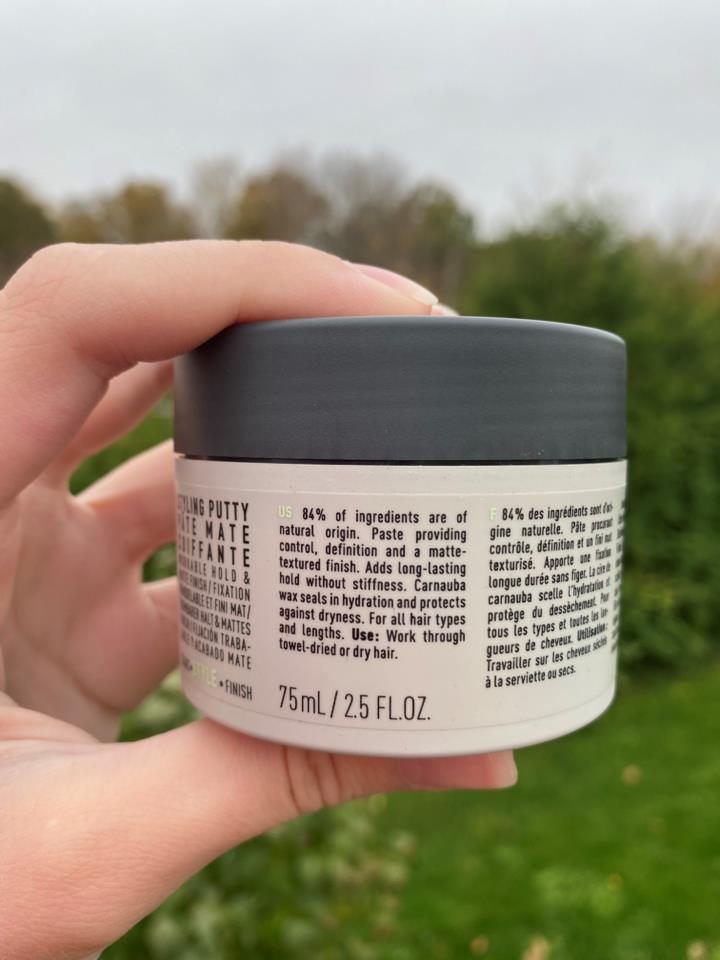 STYLING PUTTY
PÂTE MATE
COIFFANTE
HOLD &
FINISH / FIXATION
ET FINI MAT /
HALT & MATTES
FIJACIÓN TRABA-
Y ACABADO MATE
STYLE • FINISH
US 84% of ingredients are of
natural origin. Paste providing
control, definition and a matte-
textured finish. Adds long-lasting
hold without stiffness. Carnauba
wax seals in hydration and protects
against dryness. For all hair types
and lengths. Use: Work through
towel-dried or dry hair.
75mL / 2.5 FL.OZ.
F 84% des ingrédients sont d'ori-
gine naturelle. Pâte procurant
contrôle, définition et un fini mat
texturisé. Apporte une fixation
longue durée sans figer. La cire de
carnauba scelle l'hydratation et
protège du dessèchement. Pour
tous les types et toutes les lon-
gueurs de cheveux. Utilisation:
Travailler sur les cheveux séchés
à la serviette ou secs.